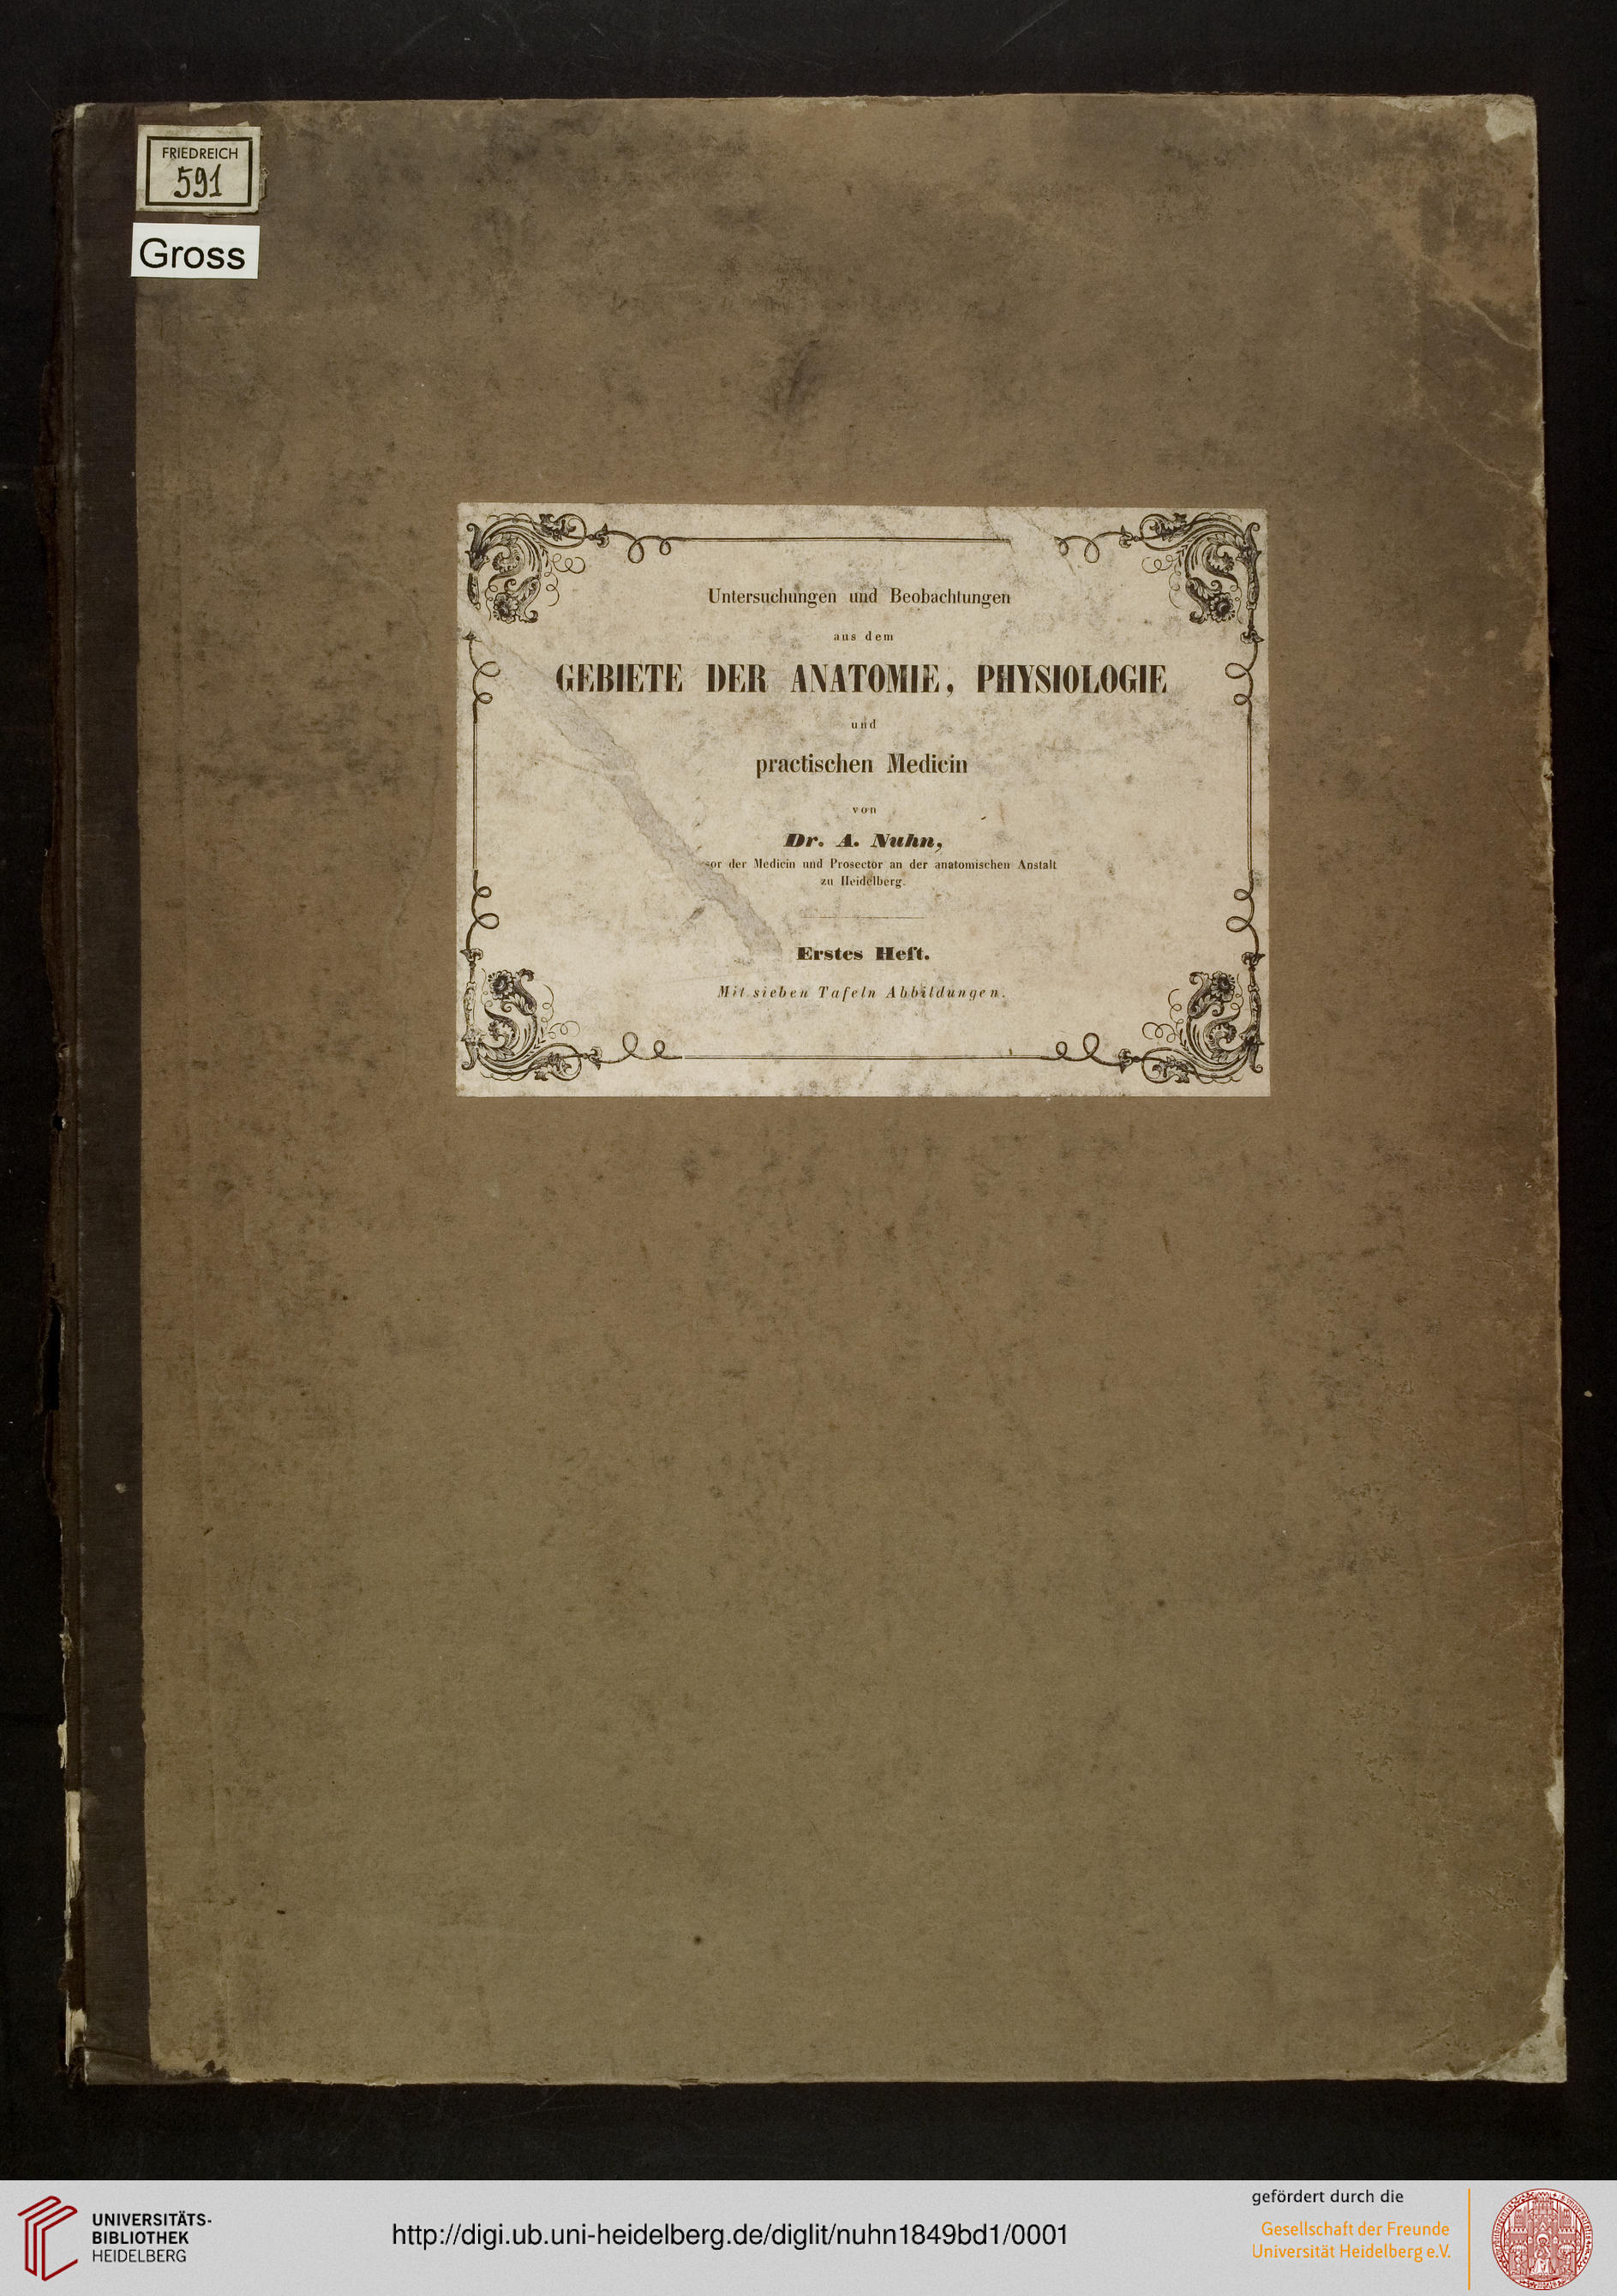 FRIEDREICH
591
Gross
Untersuchungen und Beobachtungen
aus dem
GEBIETE DER ANATOMIE, PHYSIOLOGIE
und
practischen Medicin
von
Dr. A. Nuhn,
der Medicin und Prosector an der anatomischen Anstalt
zu Heidelberg.
Erstes Heft.
Mit sieben Tafeln Abbildungen.
UNIVERSITÄTS-
BIBLIOTHEK
HEIDELBERG
http://digi.ub.uni-heidelberg.de/diglit/nuhn1849bd1/0001
gefördert durch die
Gesellschaft der Freunde
Universität Heidelberg e.V.